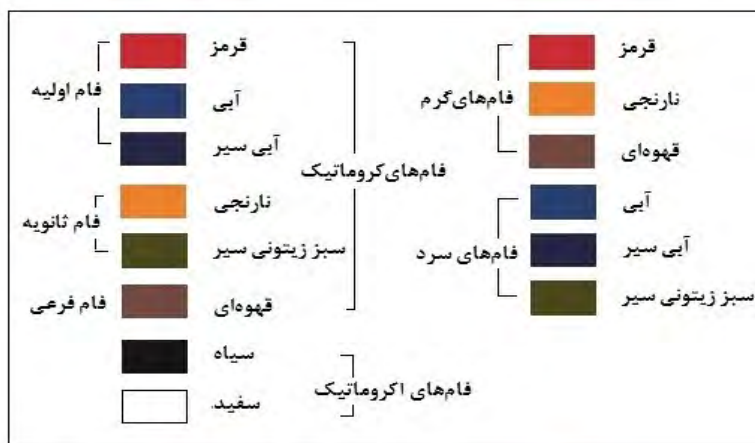 قرمز
نارنجی
قهوه‌ای
فام‌های گرم
آبی
آبی سیر
سبز زیتونی سیر
فام‌های سرد
قرمز
آبی
آبی سیر
فام اولیه
نارنجی
سبز زیتونی سیر
فام ثانویه
قهوه‌ای
فام فرعی
فام‌های کروماتیک
سیاه
سفید
فام‌های اکروماتیک